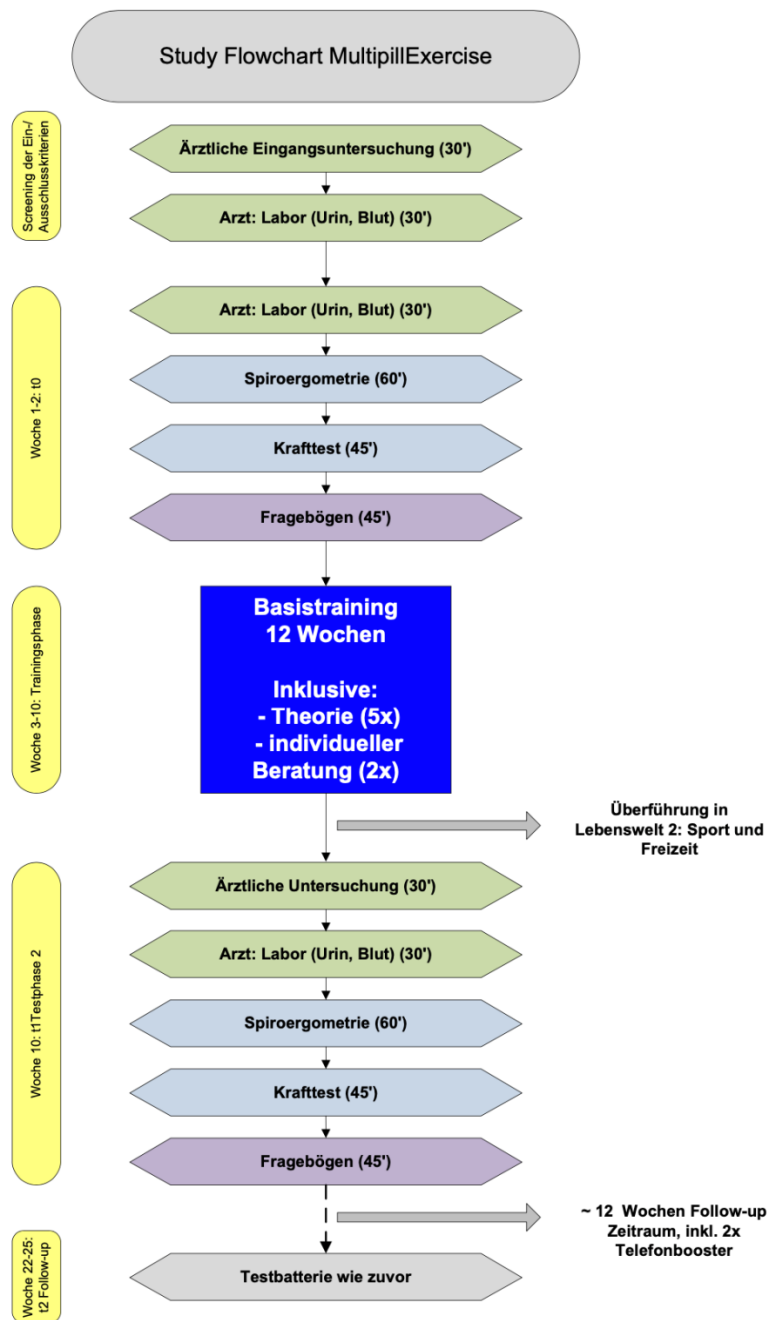 Study Flowchart MultipillExercise
Screening der Ein-/
Ausschlusskriterien
Ärztliche Eingangsuntersuchung (30')
Arzt: Labor (Urin, Blut) (30')
Woche 1-2: t0
Arzt: Labor (Urin, Blut) (30')
Spiroergometrie (60')
Krafttest (45')
Fragebögen (45')
Woche 3-10: Trainingsphase
Basistraining
12 Wochen
Inklusive:
- Theorie (5x)
- individueller
Beratung (2x)
Überführung in
Lebenswelt 2: Sport und
Freizeit
Woche 10: t1Testphase 2
Ärztliche Untersuchung (30')
Arzt: Labor (Urin, Blut) (30')
Spiroergometrie (60')
Krafttest (45')
Fragebögen (45')
~ 12 Wochen Follow-up
Zeitraum, inkl. 2x
Telefonbooster
Woche 22-25:
t2 Follow-up
Testbatterie wie zuvor